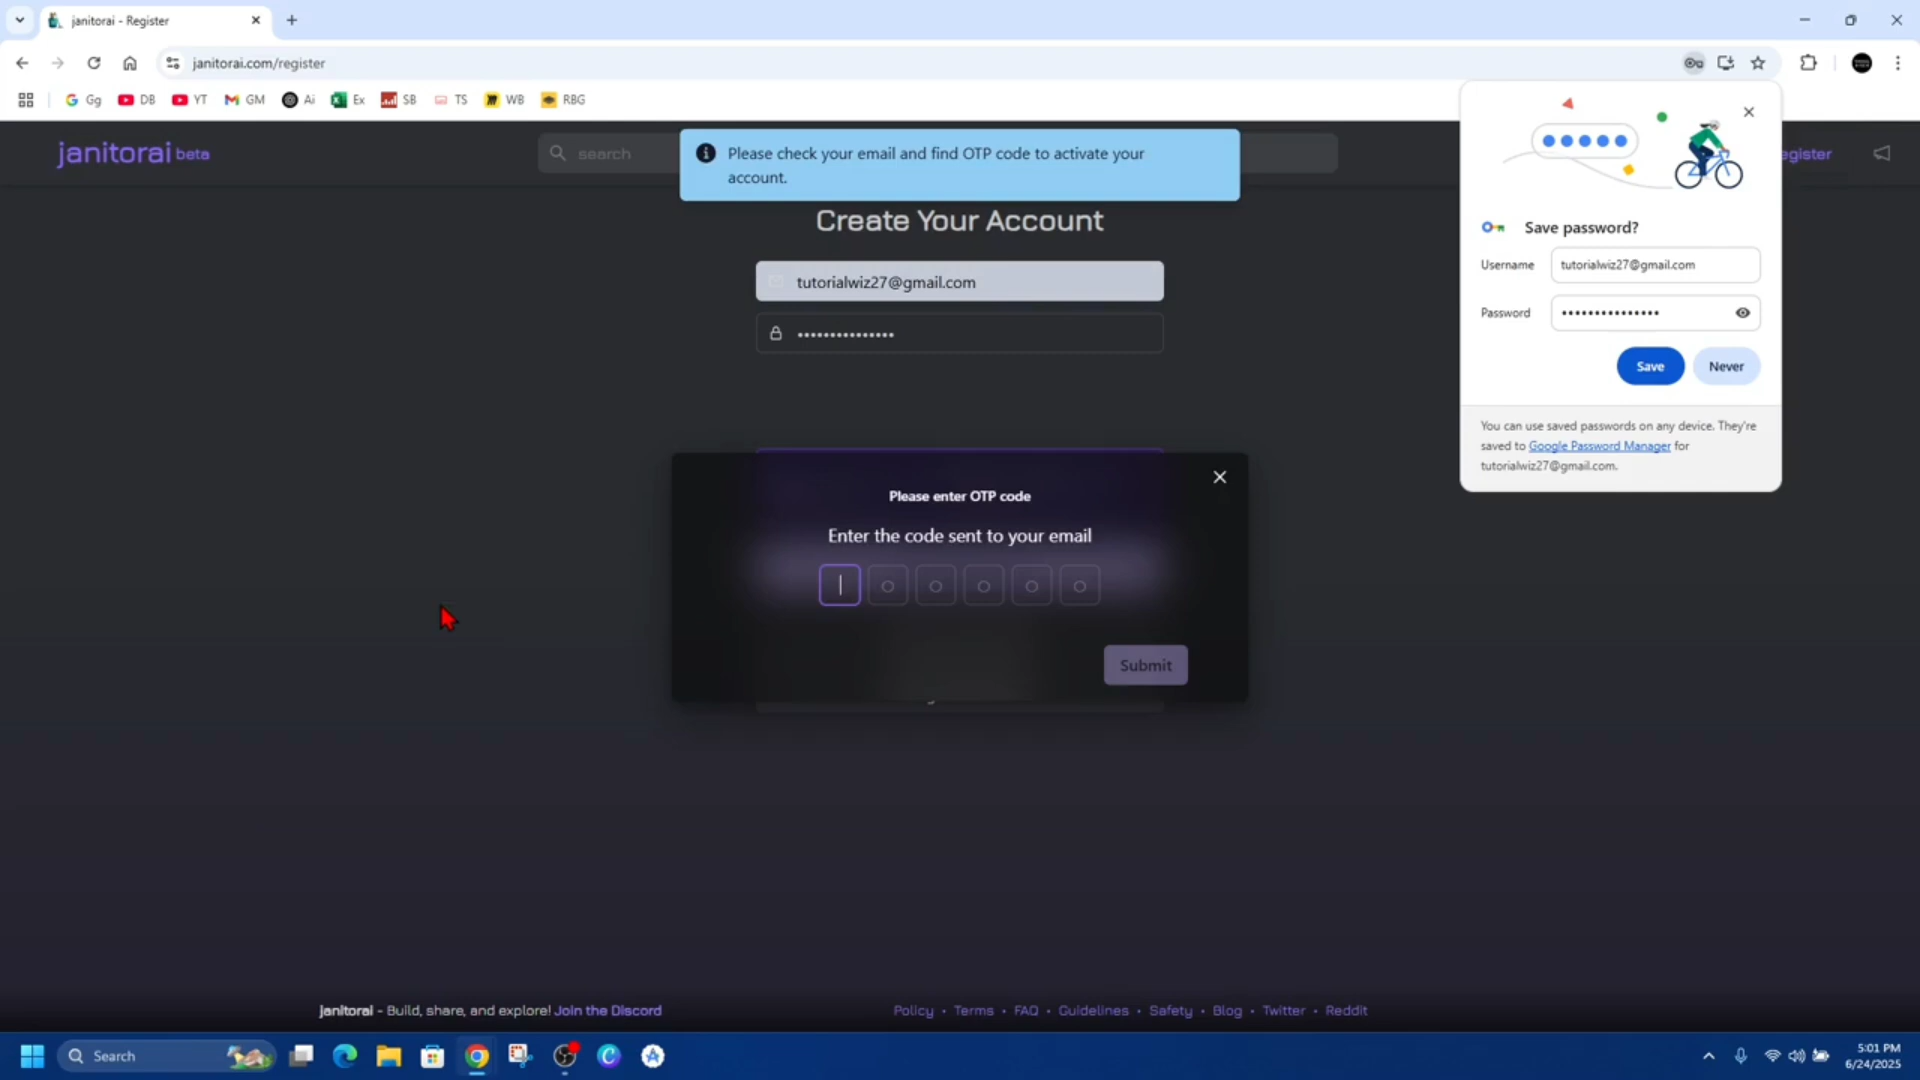 janitorai - Register
janitorai.com/register
Gg
DB
YT
GM
Ai
Ex
SB
TS
WB
RBG
janitorai beta
search
Please check your email and find OTP code to activate your
account.
egister
Create Your Account
tutorialwiz27@gmail.com
Save password?
Username
tutorialwiz27@gmail.com
Password
Save
Never
You can use saved passwords on any device. They're
saved to Google Password Manager for
tutorialwiz27@gmail.com.
Please enter OTP code
Enter the code sent to your email
Submit
janitorai - Build, share, and explore! Join the Discord
Policy • Terms • FAQ • Guidelines • Safety • Blog • Twitter • Reddit
Search
5:01 PM
6/24/2025